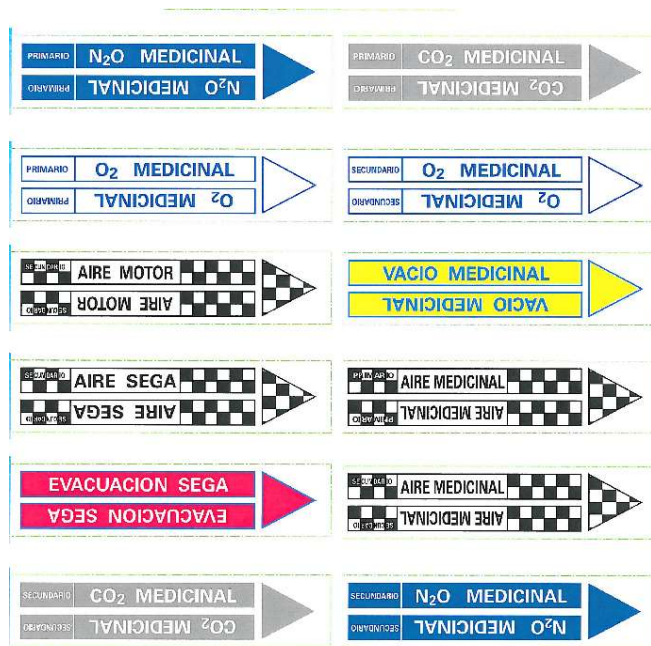 PRIMARIO N₂O MEDICINAL
PRIMARIO N₂O MEDICINAL
PRIMARIO CO₂ MEDICINAL
PRIMARIO CO₂ MEDICINAL
PRIMARIO O₂ MEDICINAL
PRIMARIO O₂ MEDICINAL
SECUNDARIO O₂ MEDICINAL
SECUNDARIO O₂ MEDICINAL
SECUNDARIO AIRE MOTOR
SECUNDARIO AIRE MOTOR
VACIO MEDICINAL
VACIO MEDICINAL
SECUNDARIO AIRE SEGA
SECUNDARIO AIRE SEGA
PRIMARIO AIRE MEDICINAL
PRIMARIO AIRE MEDICINAL
EVACUACION SEGA
EVACUACION SEGA
SECUNDARIO AIRE MEDICINAL
SECUNDARIO AIRE MEDICINAL
SECUNDARIO CO₂ MEDICINAL
SECUNDARIO CO₂ MEDICINAL
SECUNDARIO N₂O MEDICINAL
SECUNDARIO N₂O MEDICINAL